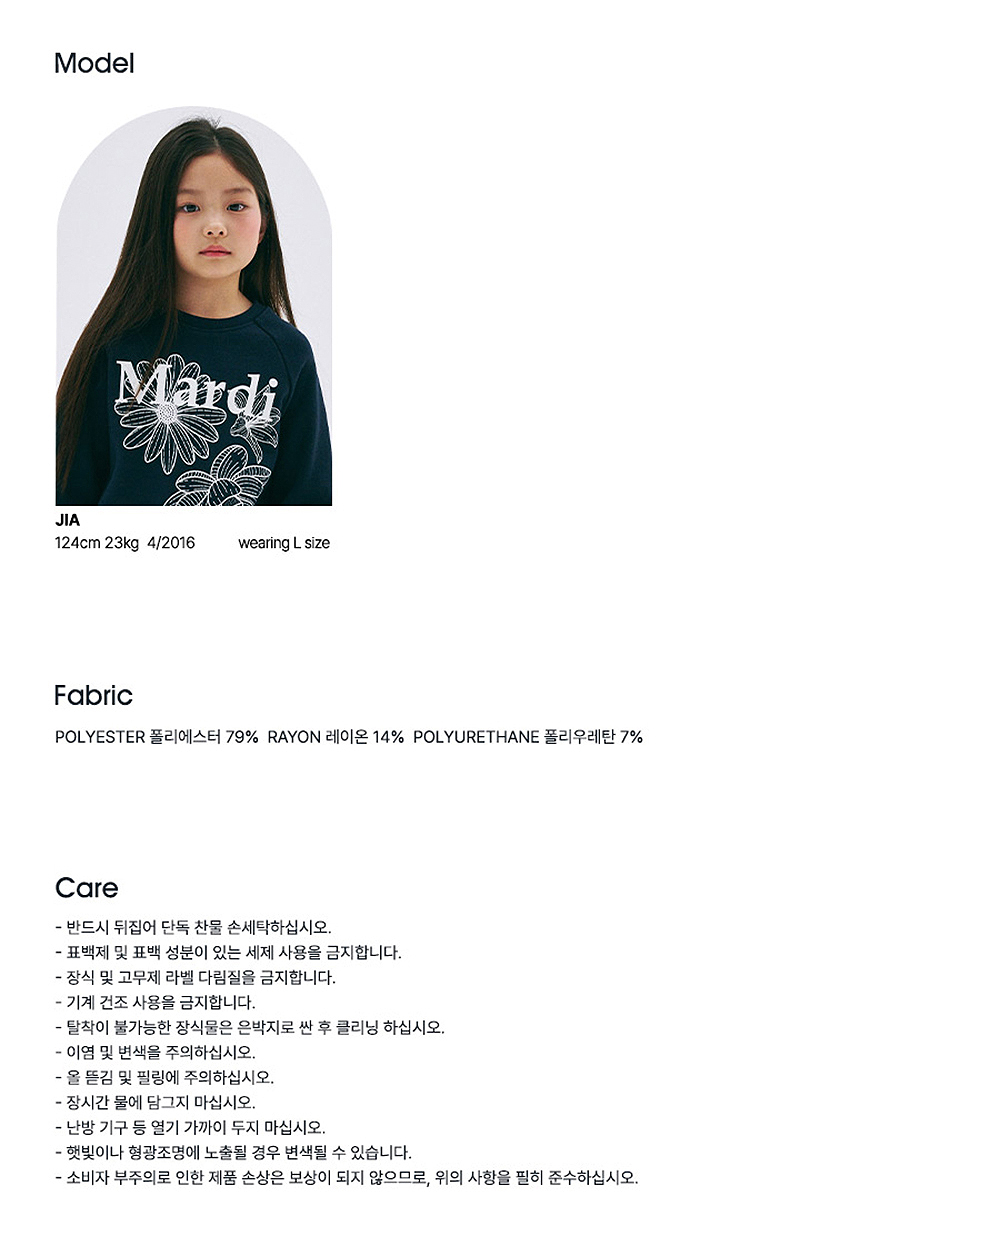 Model
Mardi
JIA
124cm 23kg 4/2016 wearing L size
Fabric
POLYESTER 폴리에스터 79% RAYON 레이온 14% POLYURETHANE 폴리우레탄 7%
Care
- 반드시 뒤집어 단독 찬물 손세탁하십시오.
- 표백제 및 표백 성분이 있는 세제 사용을 금지합니다.
- 장식 및 고무제 라벨 다림질을 금지합니다.
- 기계 건조 사용을 금지합니다.
- 탈착이 불가능한 장식물은 은박지로 싼 후 클리닝 하십시오.
- 이염 및 변색을 주의하십시오.
- 올 뜯김 및 필링에 주의하십시오.
- 장시간 물에 담그지 마십시오.
- 난방 기구 등 열기 가까이 두지 마십시오.
- 햇빛이나 형광조명에 노출될 경우 변색될 수 있습니다.
- 소비자 부주의로 인한 제품 손상은 보상이 되지 않으므로, 위의 사항을 필히 준수하십시오.